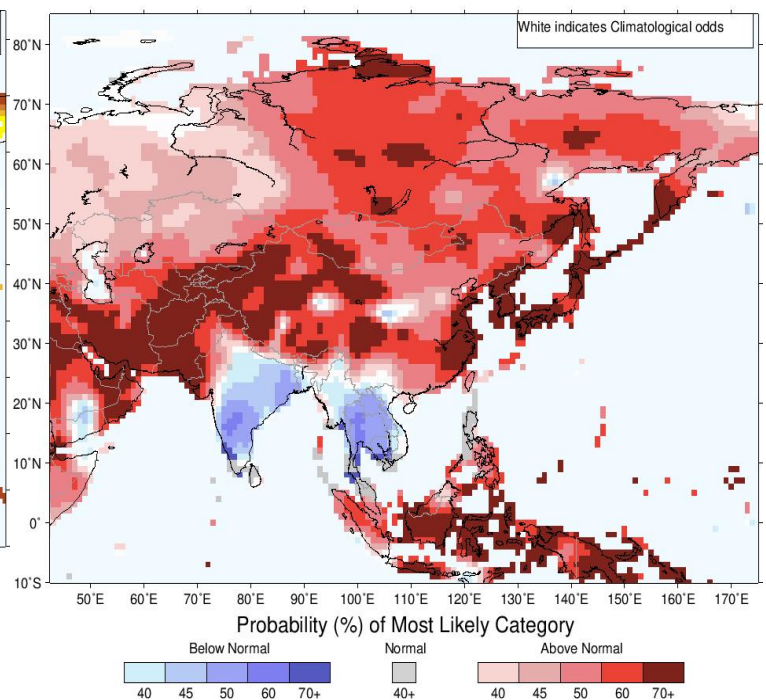 White indicates Climatological odds
80°N
70°N
60°N
50°N
40°N
30°N
20°N
10°N
0°
10°S
50°E 60°E 70°E 80°E 90°E 100°E 110°E 120°E 130°E 140°E 150°E 160°E 170°E
Probability (%) of Most Likely Category
Below Normal Normal Above Normal
40 45 50 60 70+ 40+ 40 45 50 60 70+